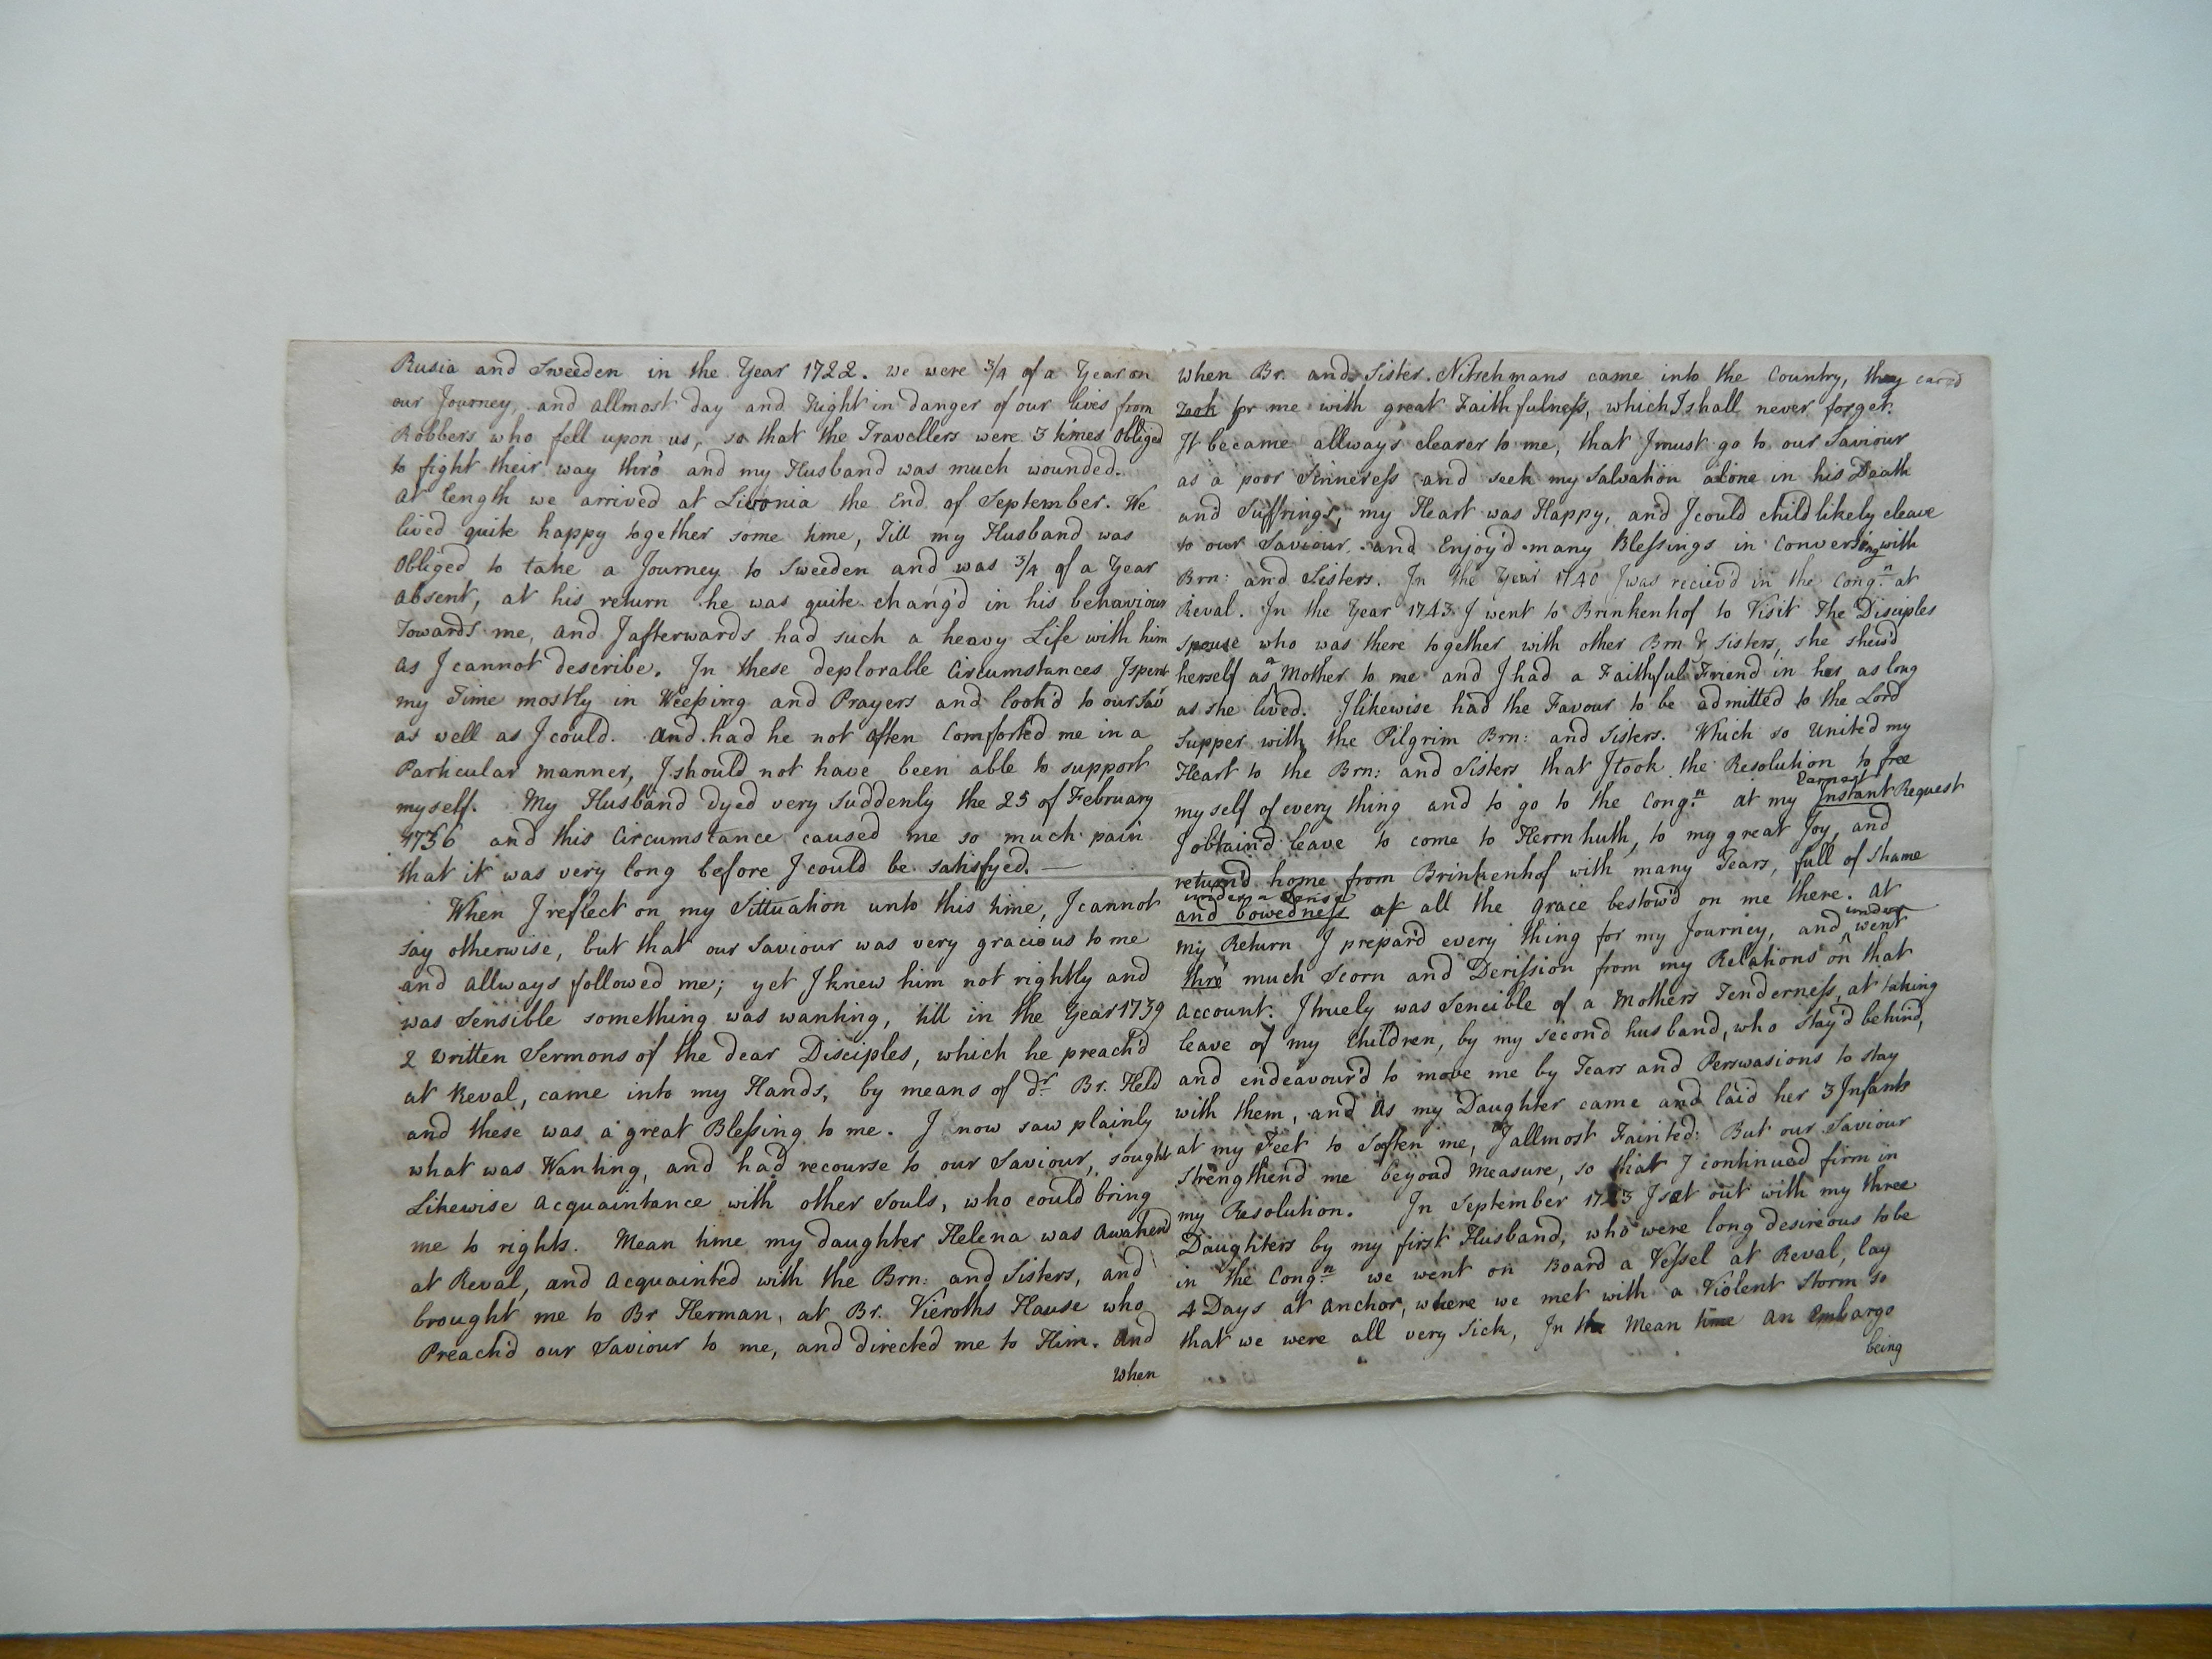 Rusia and Sweeden in the Year 1722. we were 3/4 of a Year on
our Journey, and allmost day and Night in danger of our lives from
Robbers who fell upon us, so that the Travellers were 3 times Obliged
to fight their way thro' and my Husband was much wounded.
at length we arrived at Livonia the End of September. We
lived quite happy together some time, Till my Husband was
Obliged to take a Journey to Sweeden and was 3/4 of a Year
absent, at his return he was quite chang'd in his behaviour
Towards me, and I afterwards had such a heavy Life with him
as I cannot describe. In these deplorable Circumstances I spent
my Time mostly in Weeping and Prayers and look'd to our Sav
as well as I could. And had he not often Comforted me in a
Particular manner, I should not have been able to support
myself. My Husband dyed very suddenly the 25 of February
1736 and this Circumstance caused me so much pain
that it was very long before I could be satisfyed. —
When I reflect on my Sittuation unto this time, I cannot
say otherwise, but that our Saviour was very gracious to me
and allways followed me; yet I knew him not rightly and
was Sensible something was wanting, till in the Year 1739
2 written Sermons of the dear Disciples, which he preach'd
at Reval, came into my Hands, by means of dr. Br. Held
and these was a great Blessing to me. I now saw plainly
what was Wanting, and had recourse to our Saviour, sought
Likewise acquaintance with other Souls, who could bring
me to rights. Mean time my daughter Helena was Awaken'd
at Reval, and acquainted with the Brn: and Sisters, and
brought me to Br Herman, at Br. Vieroths House who
Preach'd our Saviour to me, and directed me to Him. And
When
When Br. and Sister. Nitschmans came into the Country, they car'd
took for me with great Faithfulness, which I shall never forget.
It became allways clearer to me, that I must go to our Saviour
as a poor Sinneress and seek my Salvation alone in his Death
and Suffrings, my Heart was Happy, and I could childlikely cleave
to our Saviour. and Enjoy'd many Blessings in Conversing with
Brn: and Sisters. In the Year 1740 I was reciev'd in the Congn. at
Reval. In the Year 1743 I went to Brinkenhof to Visit The Disciples
Spouse who was there together with other Brn & Sisters, she shew'd
herself as a Mother to me and I had a Faithful Friend in her as long
as she lived. I likewise had the Favour to be admitted to the Lord
Supper with the Pilgrim Brn: and Sisters. Which so United my
Heart to the Brn: and Sisters that I took the Resolution to free
Earnest
myself of every thing and to go to the Congn. at my Instant Request
I obtain'd leave to come to Herrnhuth, to my great Joy, and
return'd home from Brinkenhof with many Tears, full of Shame
under a Sense
and bowedness at all the grace bestow'd on me there. at
under
my Return I prepar'd every thing for my Journey, and went
thro' much Scorn and Derission from my Relations on that
account. I truely was Sencible of a Mothers Tenderness, at taking
leave of my Children, by my second husband, who stay'd behind,
and endeavour'd to move me by Tears and Perswasions to stay
with them, and as my Daughter came and laid her 3 Infants
at my Feet to soften me, I allmost Fainted: But our Saviour
strengthend me beyond Measure, so that I continued firm in
my Resolution. In September 1743 I set out with my three
Daughters by my first Husband, who were long desireous to be
in the Congn. we went on Board a Vessel at Reval, lay
4 Days at anchor, where we met with a Violent Storm so
that we were all very Sick, In the Mean time An embargo
being